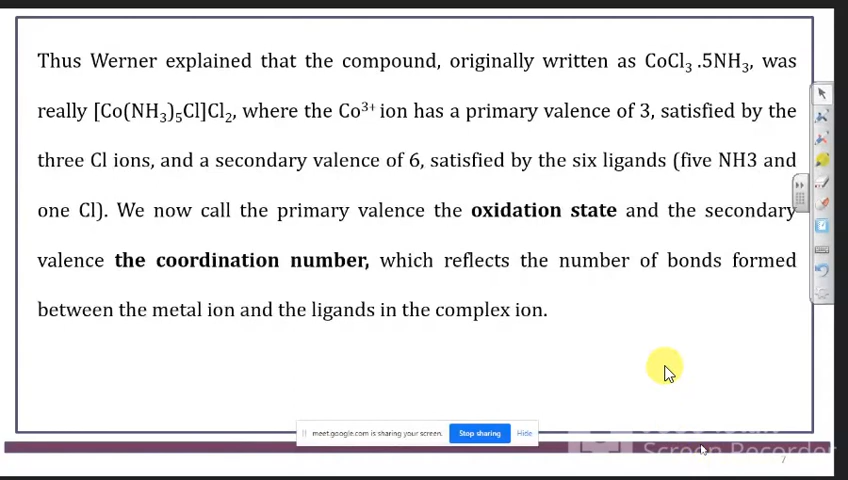 Thus Werner explained that the compound, originally written as CoCl₃ .5NH₃, was
really [Co(NH₃)₅Cl]Cl₂, where the Co³⁺ ion has a primary valence of 3, satisfied by the
three Cl ions, and a secondary valence of 6, satisfied by the six ligands (five NH3 and
one Cl). We now call the primary valence the oxidation state and the secondary
valence the coordination number, which reflects the number of bonds formed
between the metal ion and the ligands in the complex ion.
meet.google.com is sharing your screen. Stop sharing Hide
Screen Recorder
7